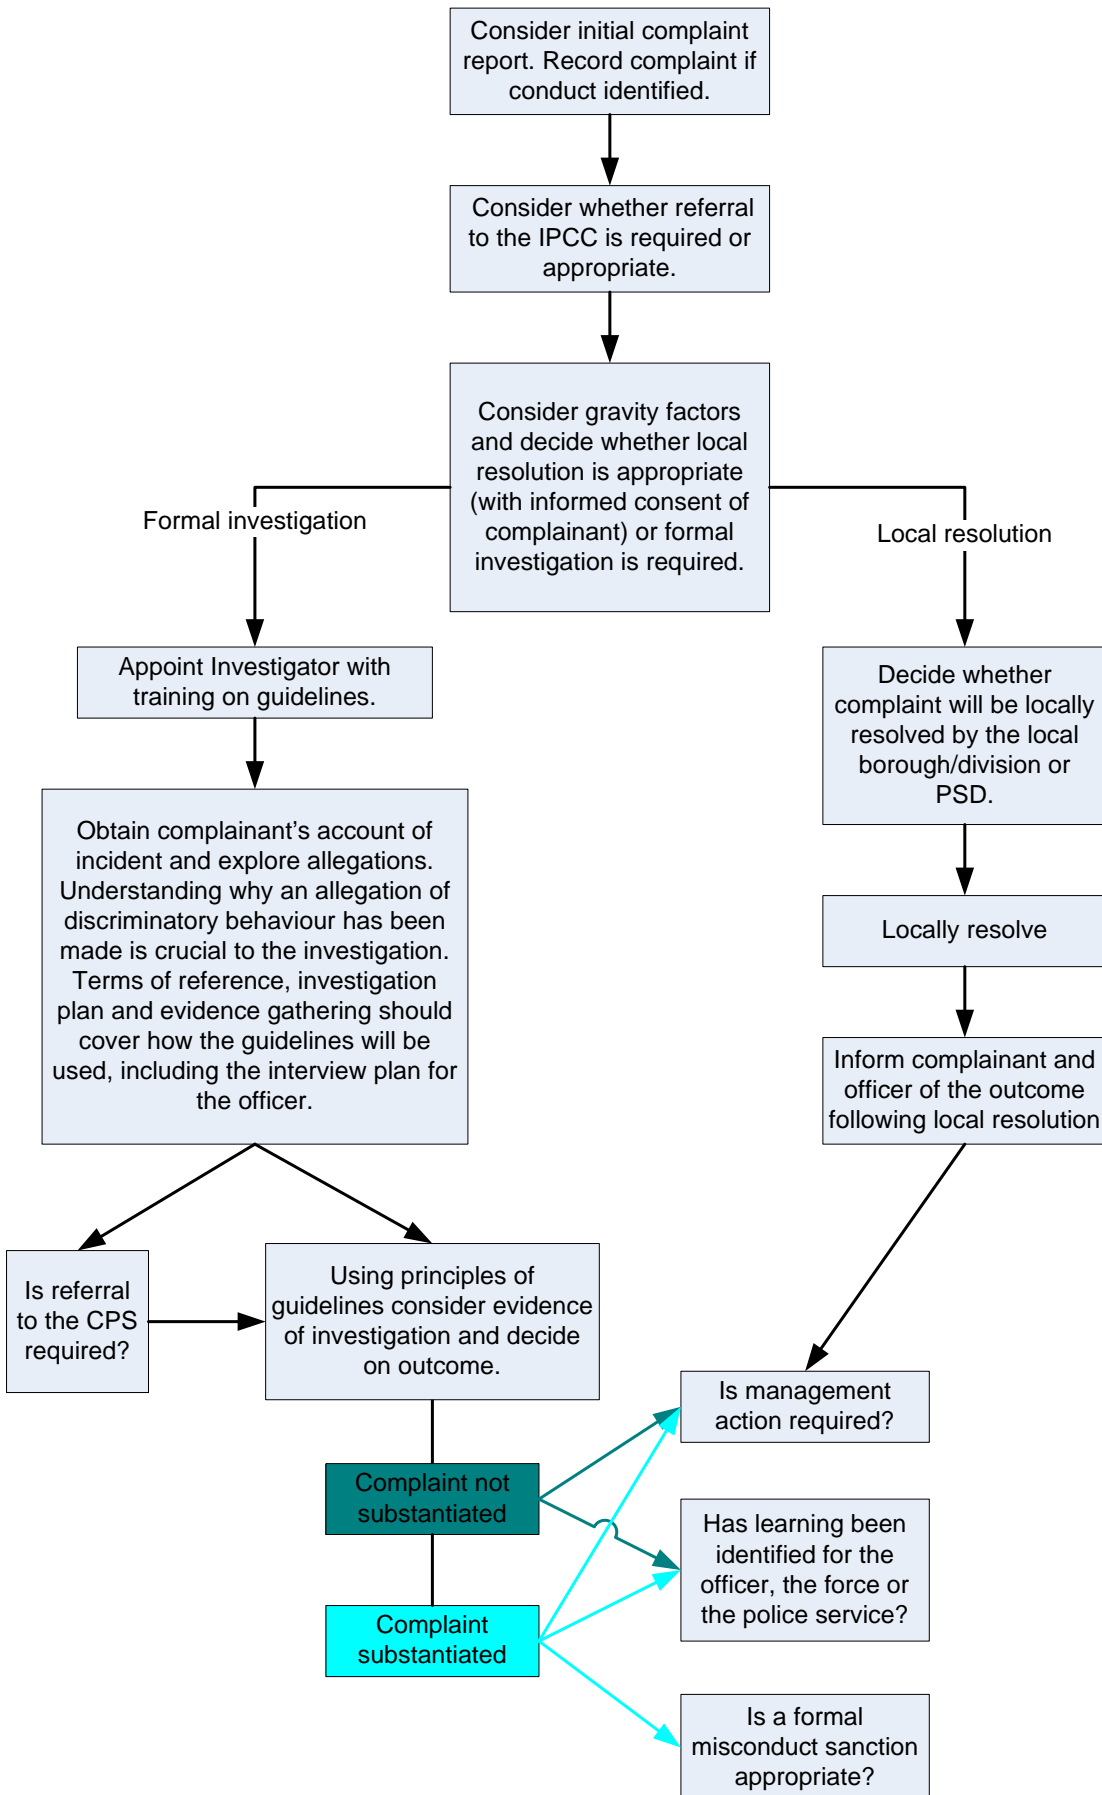 Consider initial complaint
report. Record complaint if
conduct identified.
Consider whether referral
to the IPCC is required or
appropriate.
Consider gravity factors
and decide whether local
resolution is appropriate
(with informed consent of
complainant) or formal
investigation is required.
Formal investigation
Local resolution
Appoint Investigator with
training on guidelines.
Obtain complainant’s account of
incident and explore allegations.
Understanding why an allegation of
discriminatory behaviour has been
made is crucial to the investigation.
Terms of reference, investigation
plan and evidence gathering should
cover how the guidelines will be
used, including the interview plan for
the officer.
Decide whether
complaint will be locally
resolved by the local
borough/division or
PSD.
Locally resolve
Inform complainant and
officer of the outcome
following local resolution
Is referral
to the CPS
required?
Using principles of
guidelines consider evidence
of investigation and decide
on outcome.
Complaint not
substantiated
Complaint
substantiated
Is management
action required?
Has learning been
identified for the
officer, the force or
the police service?
Is a formal
misconduct sanction
appropriate?